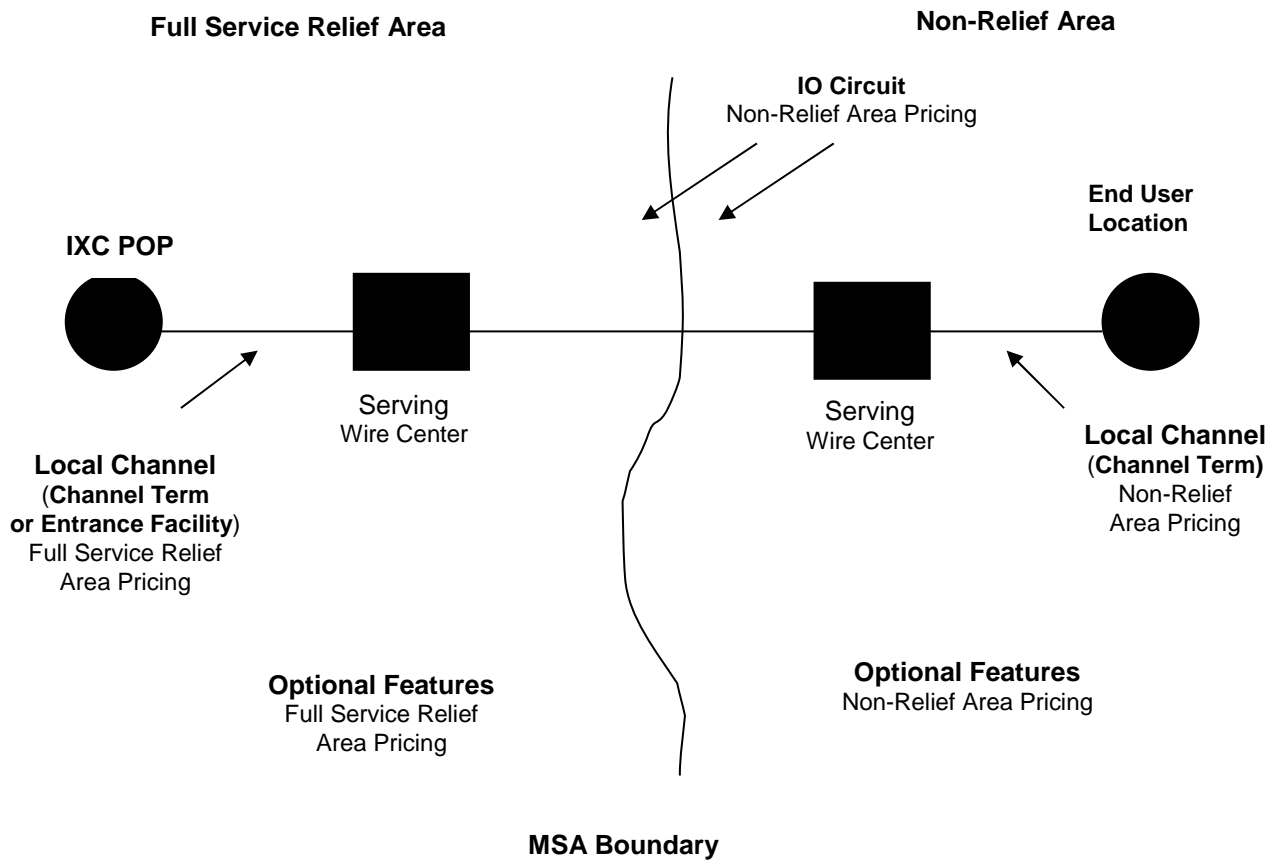 Full Service Relief Area
Non-Relief Area
IO Circuit
Non-Relief Area Pricing
End User
Location
IXC POP
Serving
Wire Center
Serving
Wire Center
Local Channel
(Channel Term
or Entrance Facility)
Full Service Relief
Area Pricing
Local Channel
(Channel Term)
Non-Relief
Area Pricing
Optional Features
Full Service Relief
Area Pricing
Optional Features
Non-Relief Area Pricing
MSA Boundary